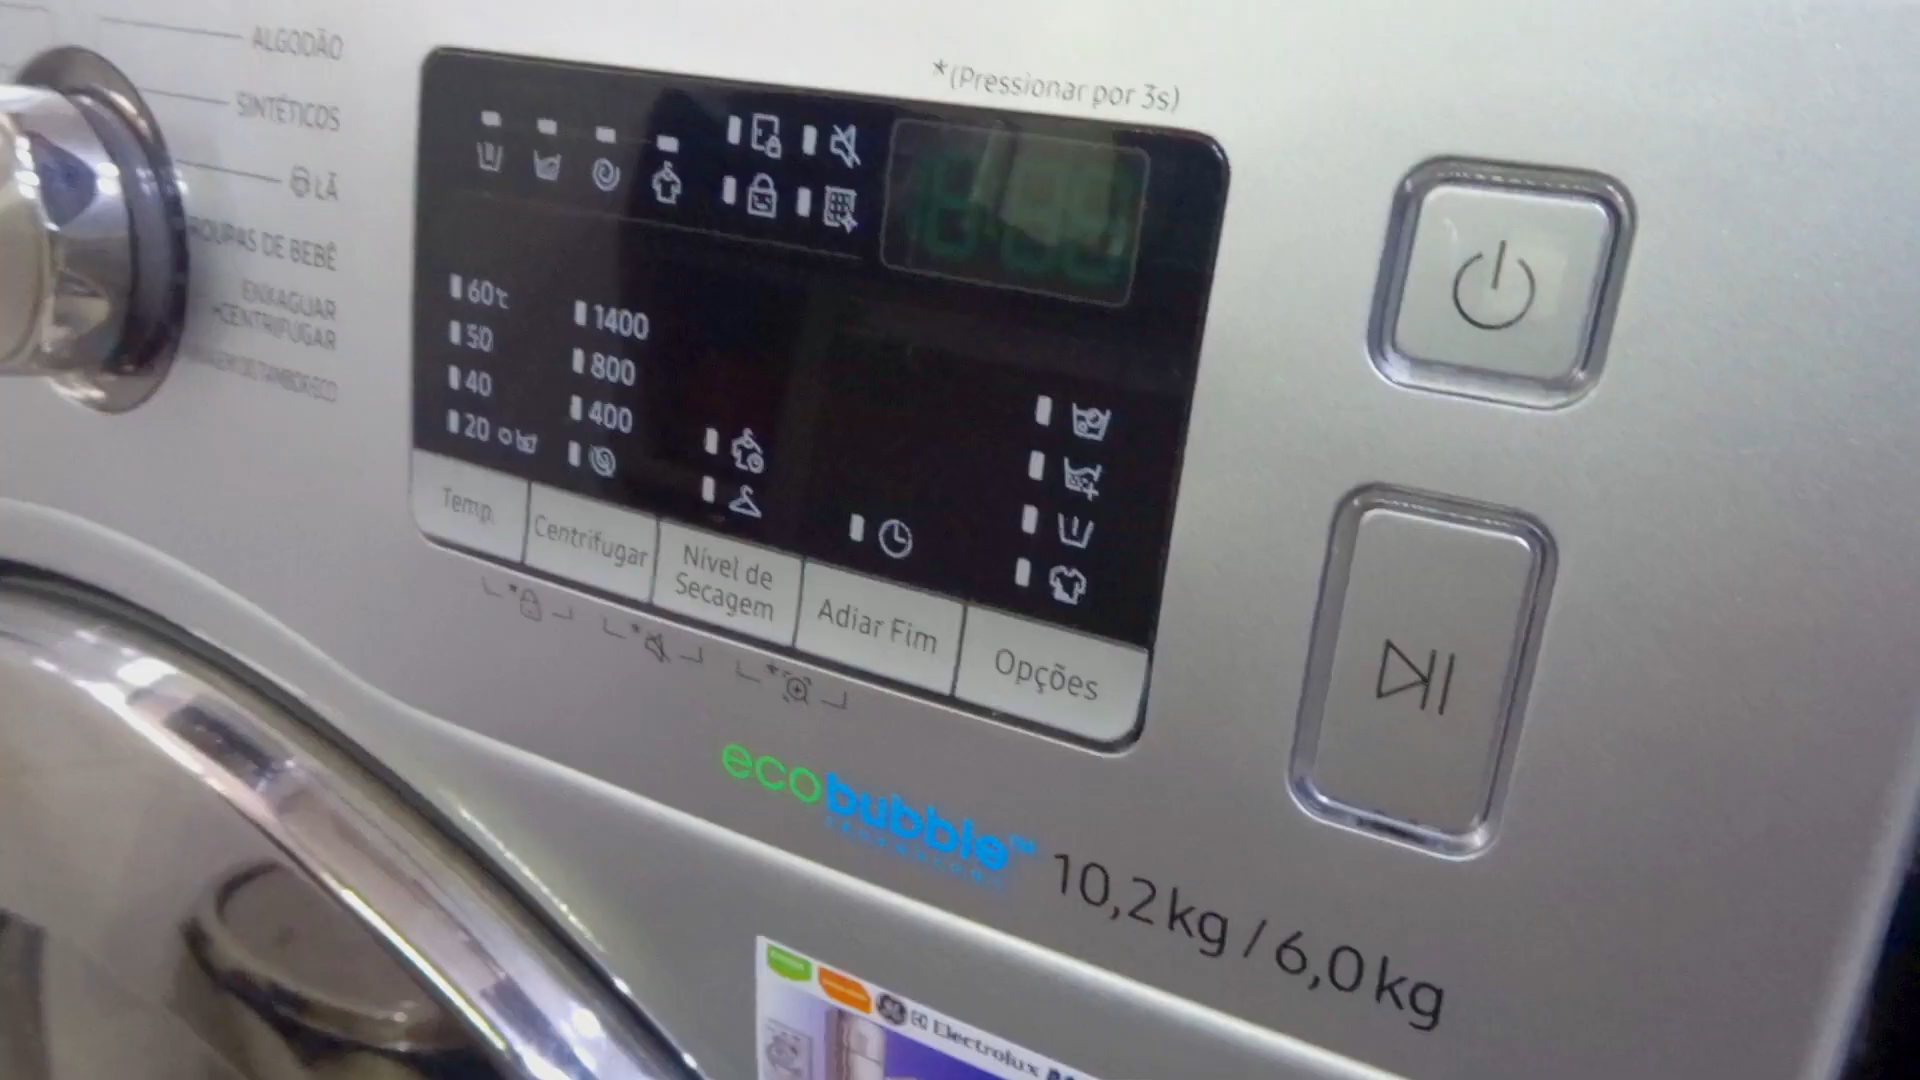 ALGODÃO
SINTÉTICOS
LÃ
ROUPAS DE BEBÊ
ENXAGUAR
+CENTRIFUGAR
*(Pressionar por 3s)
60℃
50
40
20
1400
800
400
Temp.
Centrifugar
Nível de
Secagem
Adiar Fim
Opções
ecobubble™
10,2kg / 6,0kg
Electrolux